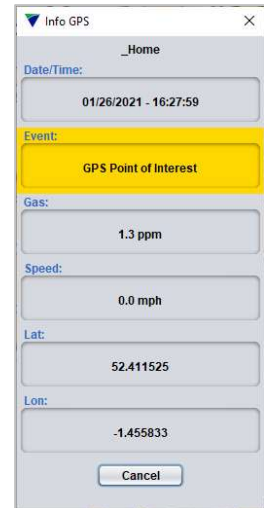 Info GPS
_Home
Date/Time:
01/26/2021 - 16:27:59
Event:
GPS Point of Interest
Gas:
1.3 ppm
Speed:
0.0 mph
Lat:
52.411525
Lon:
-1.455833
Cancel